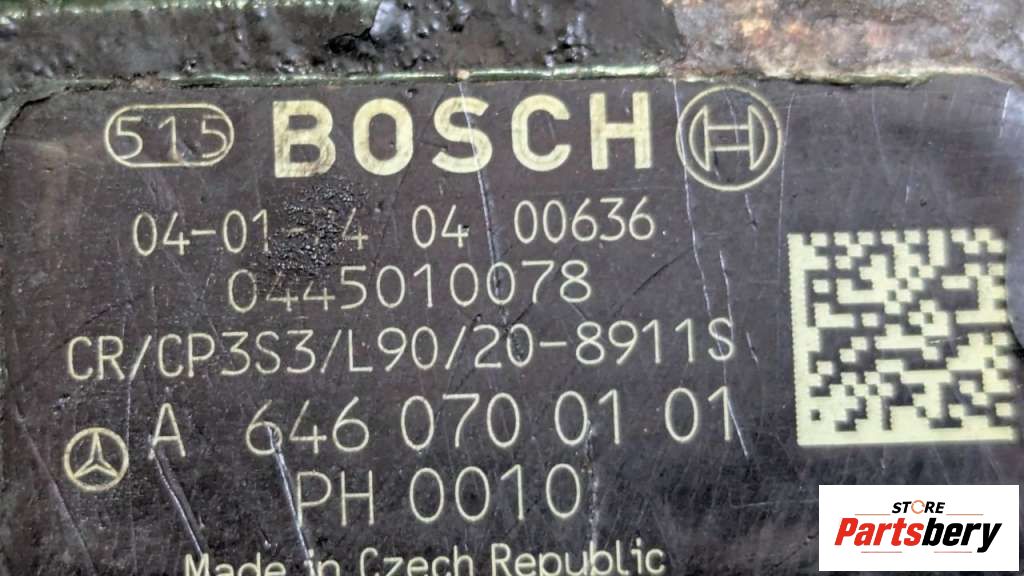 515 BOSCH
04-01- 4 04 00636
0445010078
CR/CP3S3/L90/20-8911S
A 646 070 01 01
PH 0010
Made in Czech Republic
STORE
Partsbery